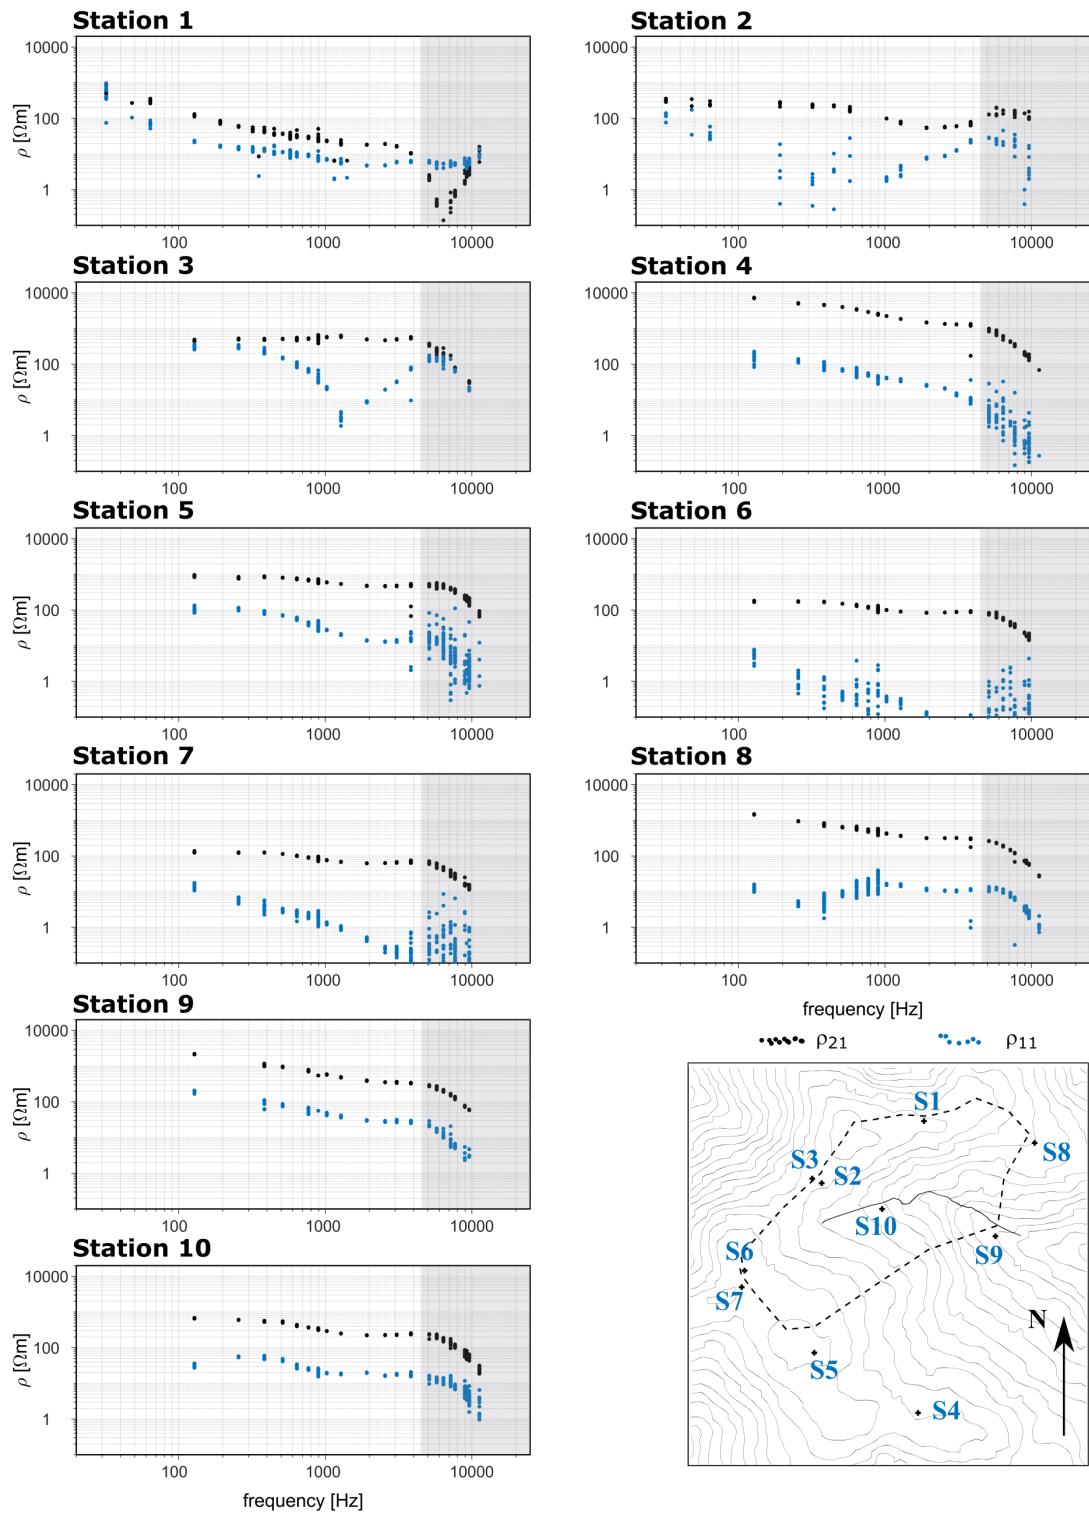 Station 1
Station 2
10000
100
1
ρ [Ωm]
100
1000
10000
10000
100
1
100
1000
10000
Station 3
Station 4
10000
100
1
ρ [Ωm]
100
1000
10000
10000
100
1
100
1000
10000
Station 5
Station 6
10000
100
1
ρ [Ωm]
100
1000
10000
10000
100
1
100
1000
10000
Station 7
Station 8
10000
100
1
ρ [Ωm]
100
1000
10000
10000
100
1
100
1000
10000
frequency [Hz]
Station 9
10000
100
1
ρ [Ωm]
100
1000
10000
ρ21
ρ11
Station 10
10000
100
1
ρ [Ωm]
100
1000
10000
frequency [Hz]
S1
S8
S3
S2
S10
S9
S6
S7
N
S5
S4